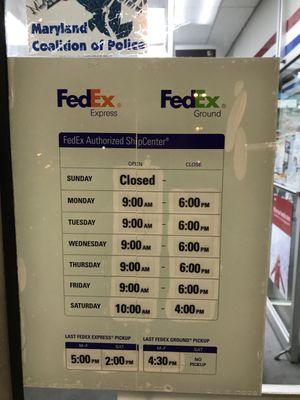 Maryland
Coalition of Police
FedEx® FedEx®
Express Ground
FedEx Authorized ShipCenter®
OPEN CLOSE
SUNDAY Closed -
MONDAY 9:00AM - 6:00PM
TUESDAY 9:00AM - 6:00PM
WEDNESDAY 9:00AM - 6:00PM
THURSDAY 9:00AM - 6:00PM
FRIDAY 9:00AM - 6:00PM
SATURDAY 10:00AM - 4:00PM
LAST FEDEX EXPRESS® PICKUP LAST FEDEX GROUND® PICKUP
M-F SAT M-F SAT
5:00PM 2:00PM 4:30PM NO
PICKUP